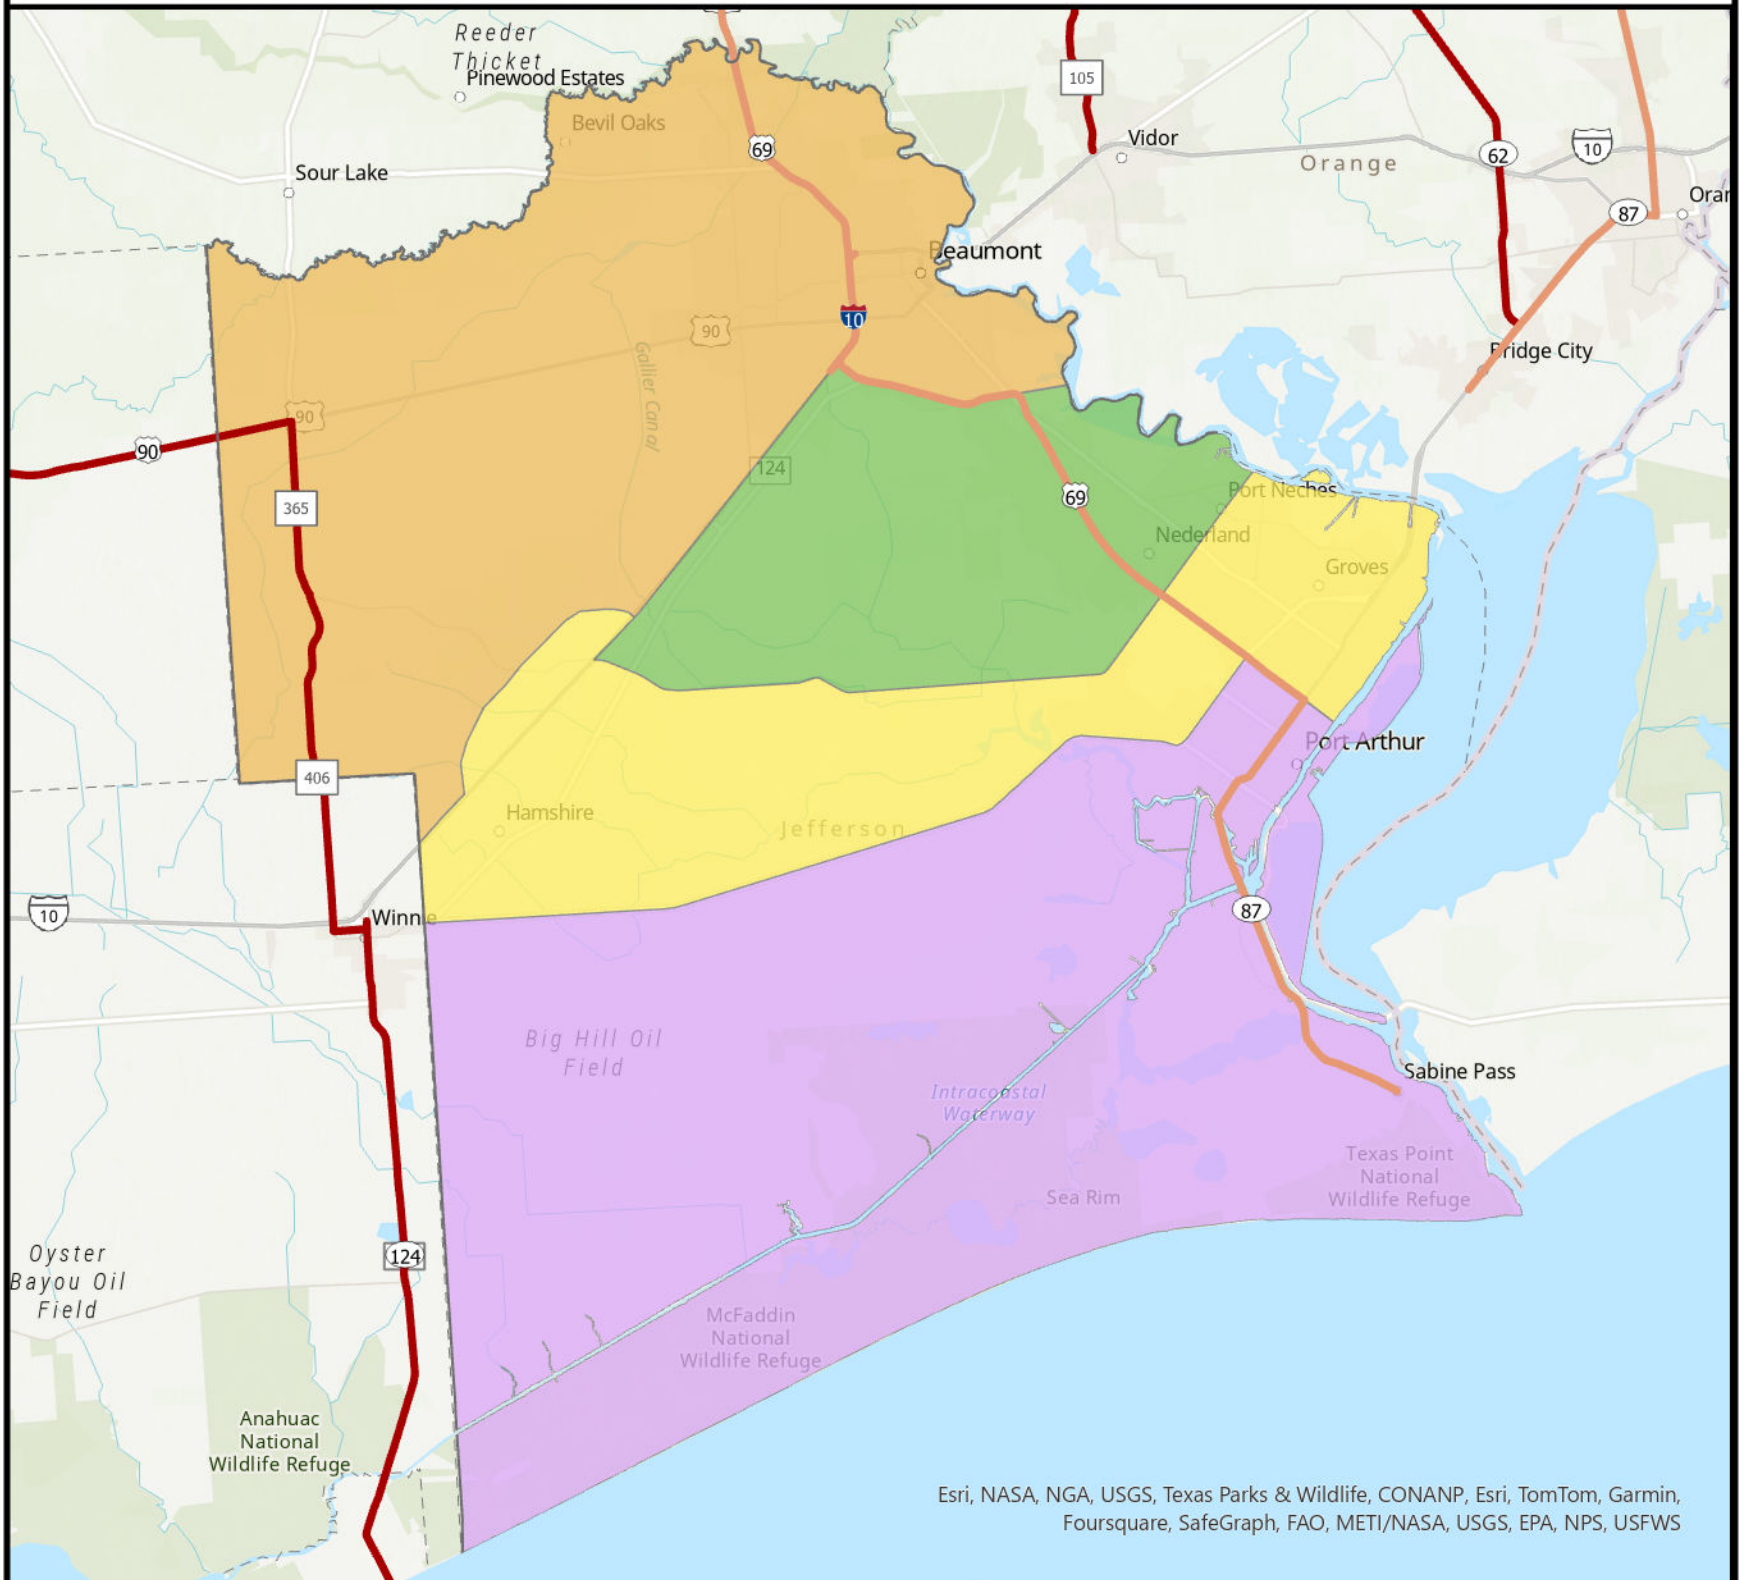 Reeder
Thicket
Pinewood Estates
105
Bevil Oaks
Vidor
69
62
10
Orange
Sour Lake
87
Beaumont
10
90
Gallier Canal
Bridge City
90
90
124
365
69
Port Neches
Nederland
Groves
Port Arthur
406
Hamshire
Jefferson
10
Winnie
87
Big Hill Oil
Field
Sabine Pass
Intracoastal
Waterway
Texas Point
National
Wildlife Refuge
Sea Rim
124
Oyster
Bayou Oil
Field
McFaddin
National
Wildlife Refuge
Anahuac
National
Wildlife Refuge
Esri, NASA, NGA, USGS, Texas Parks & Wildlife, CONANP, Esri, TomTom, Garmin,
Foursquare, SafeGraph, FAO, METI/NASA, USGS, EPA, NPS, USFWS